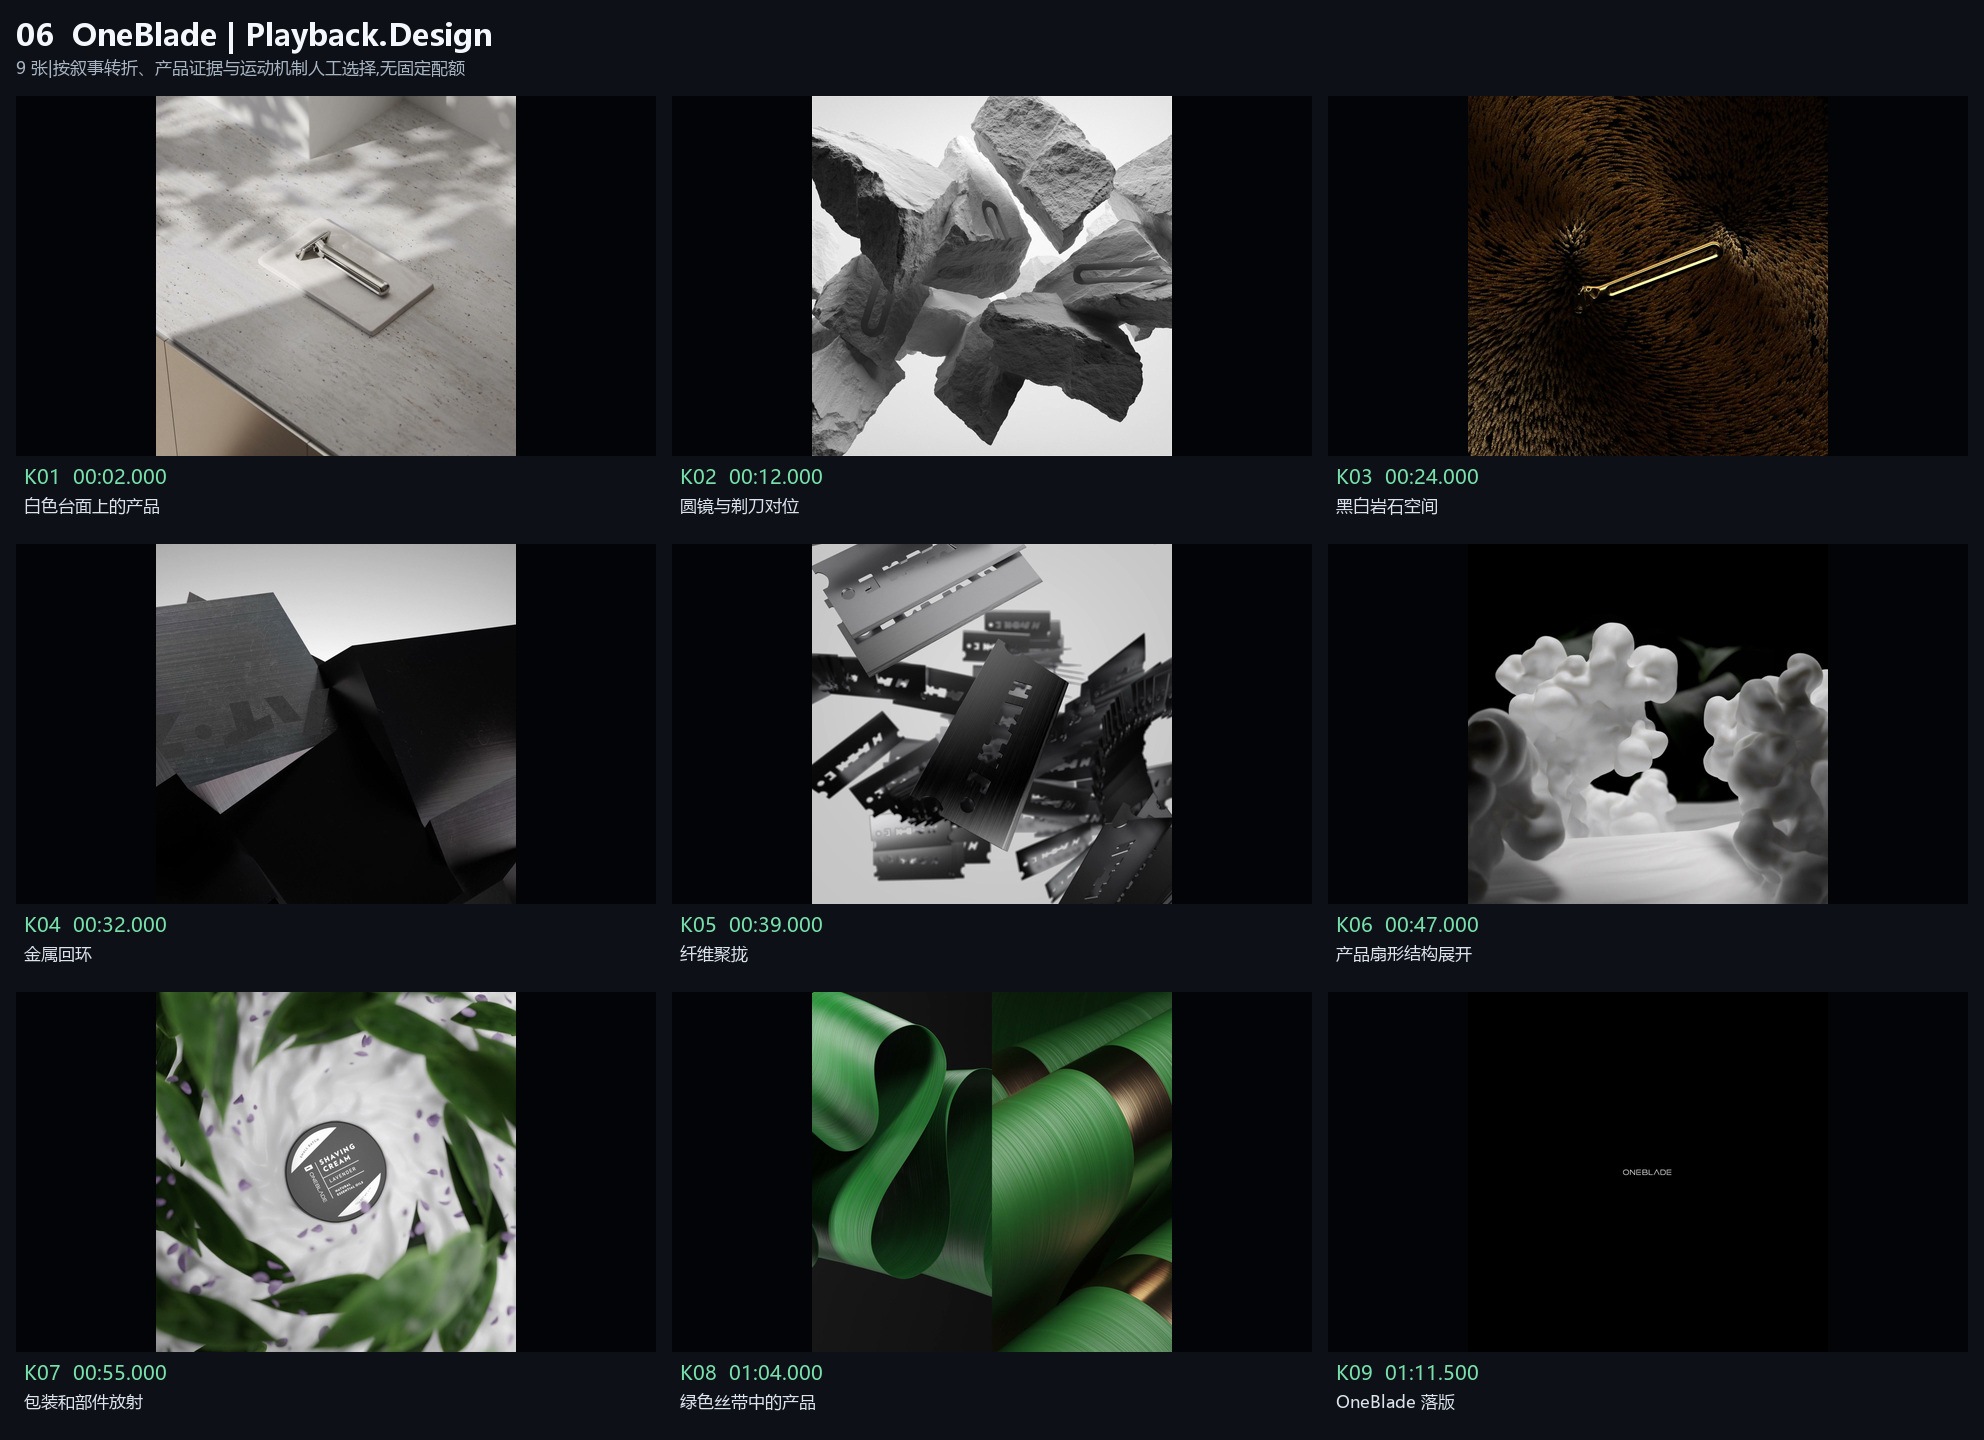 06 OneBlade | Playback.Design
9 张|按叙事转折、产品证据与运动机制人工选择,无固定配额
K01 00:02.000
白色台面上的产品
K02 00:12.000
圆镜与剃刀对位
K03 00:24.000
黑白岩石空间
K04 00:32.000
金属回环
K05 00:39.000
纤维聚拢
K06 00:47.000
产品扇形结构展开
SHAVING
CREAM
LAVENDER
ONEBLADE
K07 00:55.000
包装和部件放射
K08 01:04.000
绿色丝带中的产品
ONEBLADE
K09 01:11.500
OneBlade 落版